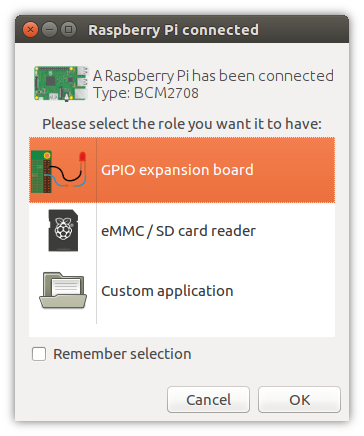 Raspberry Pi connected
A Raspberry Pi has been connected
Type: BCM2708
Please select the role you want it to have:
GPIO expansion board
eMMC / SD card reader
Custom application
Remember selection
Cancel
OK